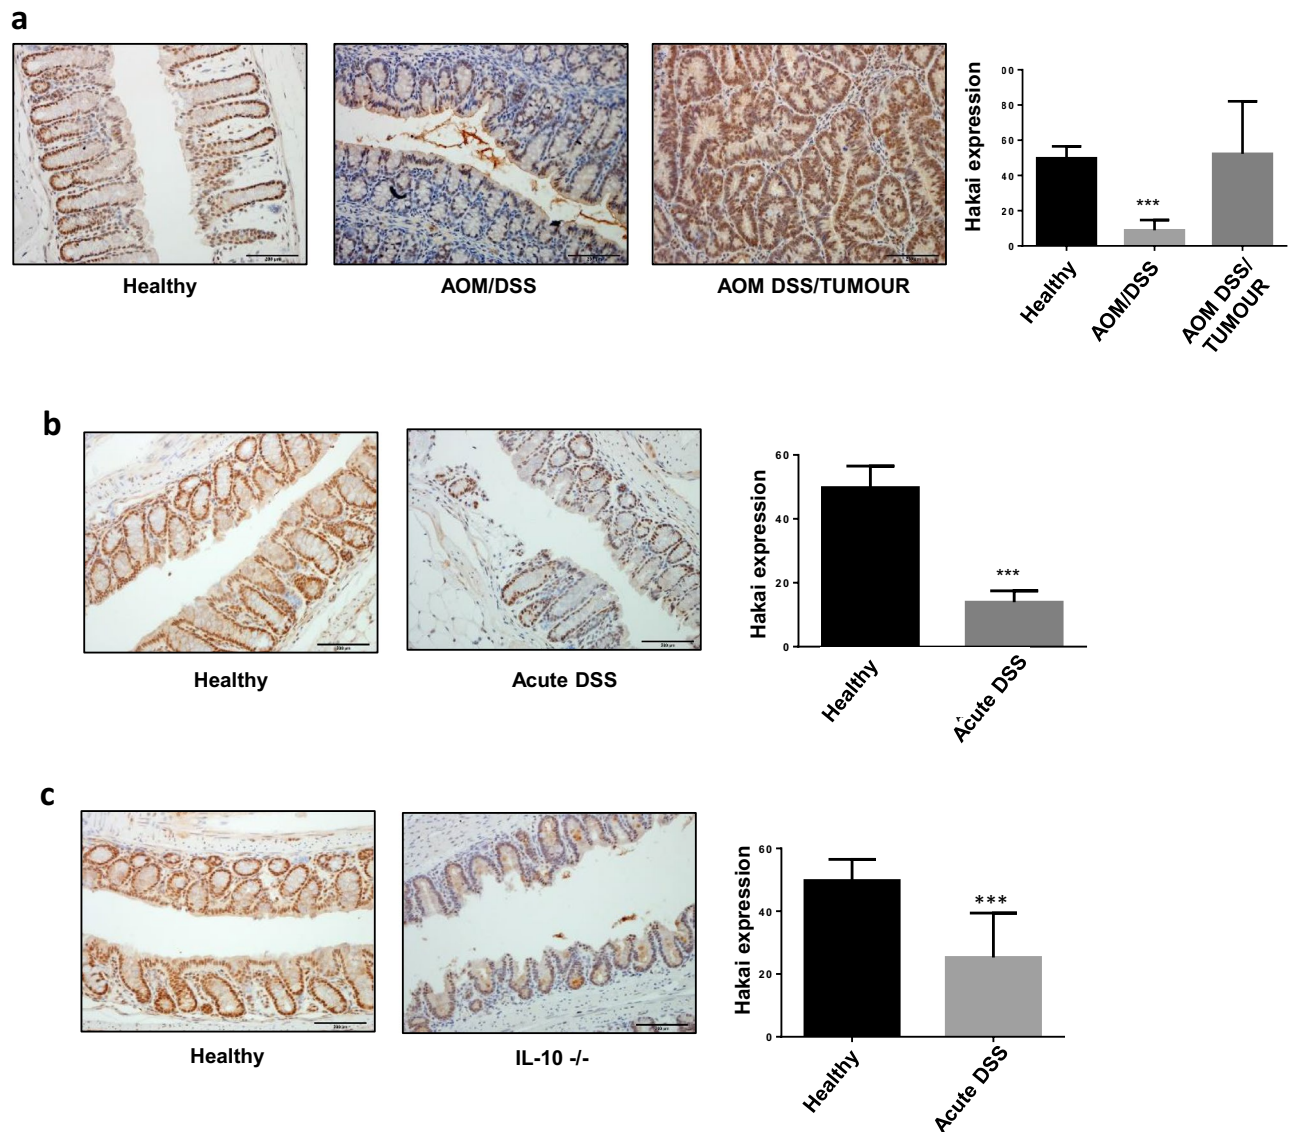 a
Hakai expression
00
80
60
40
20
0
***
Healthy
AOM/DSS
AOM DSS/TUMOUR
Healthy
AOM/DSS
AOM DSS/
TUMOUR
b
Hakai expression
60
40
20
0
***
Healthy
Acute DSS
Healthy
Acute DSS
c
Hakai expression
60
40
20
0
***
Healthy
IL-10 -/-
Healthy
Acute DSS